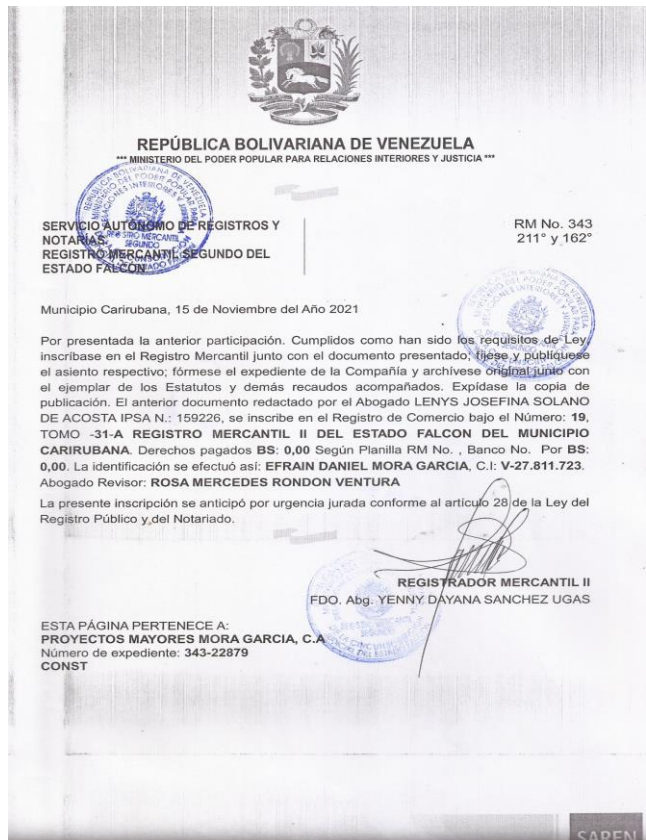 REPÚBLICA BOLIVARIANA DE VENEZUELA
*** MINISTERIO DEL PODER POPULAR PARA RELACIONES INTERIORES Y JUSTICIA ***
SERVICIO AUTÓNOMO DE REGISTROS Y
NOTARÍAS.
REGISTRO MERCANTIL SEGUNDO DEL
ESTADO FALCÓN
RM No. 343
211° y 162°
Municipio Carirubana, 15 de Noviembre del Año 2021
Por presentada la anterior participación. Cumplidos como han sido los requisitos de Ley,
inscríbase en el Registro Mercantil junto con el documento presentado; fíjese y publíquese
el asiento respectivo; fórmese el expediente de la Compañía y archívese original junto con
el ejemplar de los Estatutos y demás recaudos acompañados. Expídase la copia de
publicación. El anterior documento redactado por el Abogado LENYS JOSEFINA SOLANO
DE ACOSTA IPSA N.: 159226, se inscribe en el Registro de Comercio bajo el Número: 19,
TOMO -31-A REGISTRO MERCANTIL II DEL ESTADO FALCON DEL MUNICIPIO
CARIRUBANA. Derechos pagados BS: 0,00 Según Planilla RM No. , Banco No. Por BS:
0,00. La identificación se efectuó así: EFRAIN DANIEL MORA GARCIA, C.I: V-27.811.723.
Abogado Revisor: ROSA MERCEDES RONDON VENTURA
La presente inscripción se anticipó por urgencia jurada conforme al artículo 28 de la Ley del
Registro Público y del Notariado.
REGISTRADOR MERCANTIL II
FDO. Abg. YENNY DAYANA SANCHEZ UGAS
ESTA PÁGINA PERTENECE A:
PROYECTOS MAYORES MORA GARCIA, C.A
Número de expediente: 343-22879
CONST
SAREN